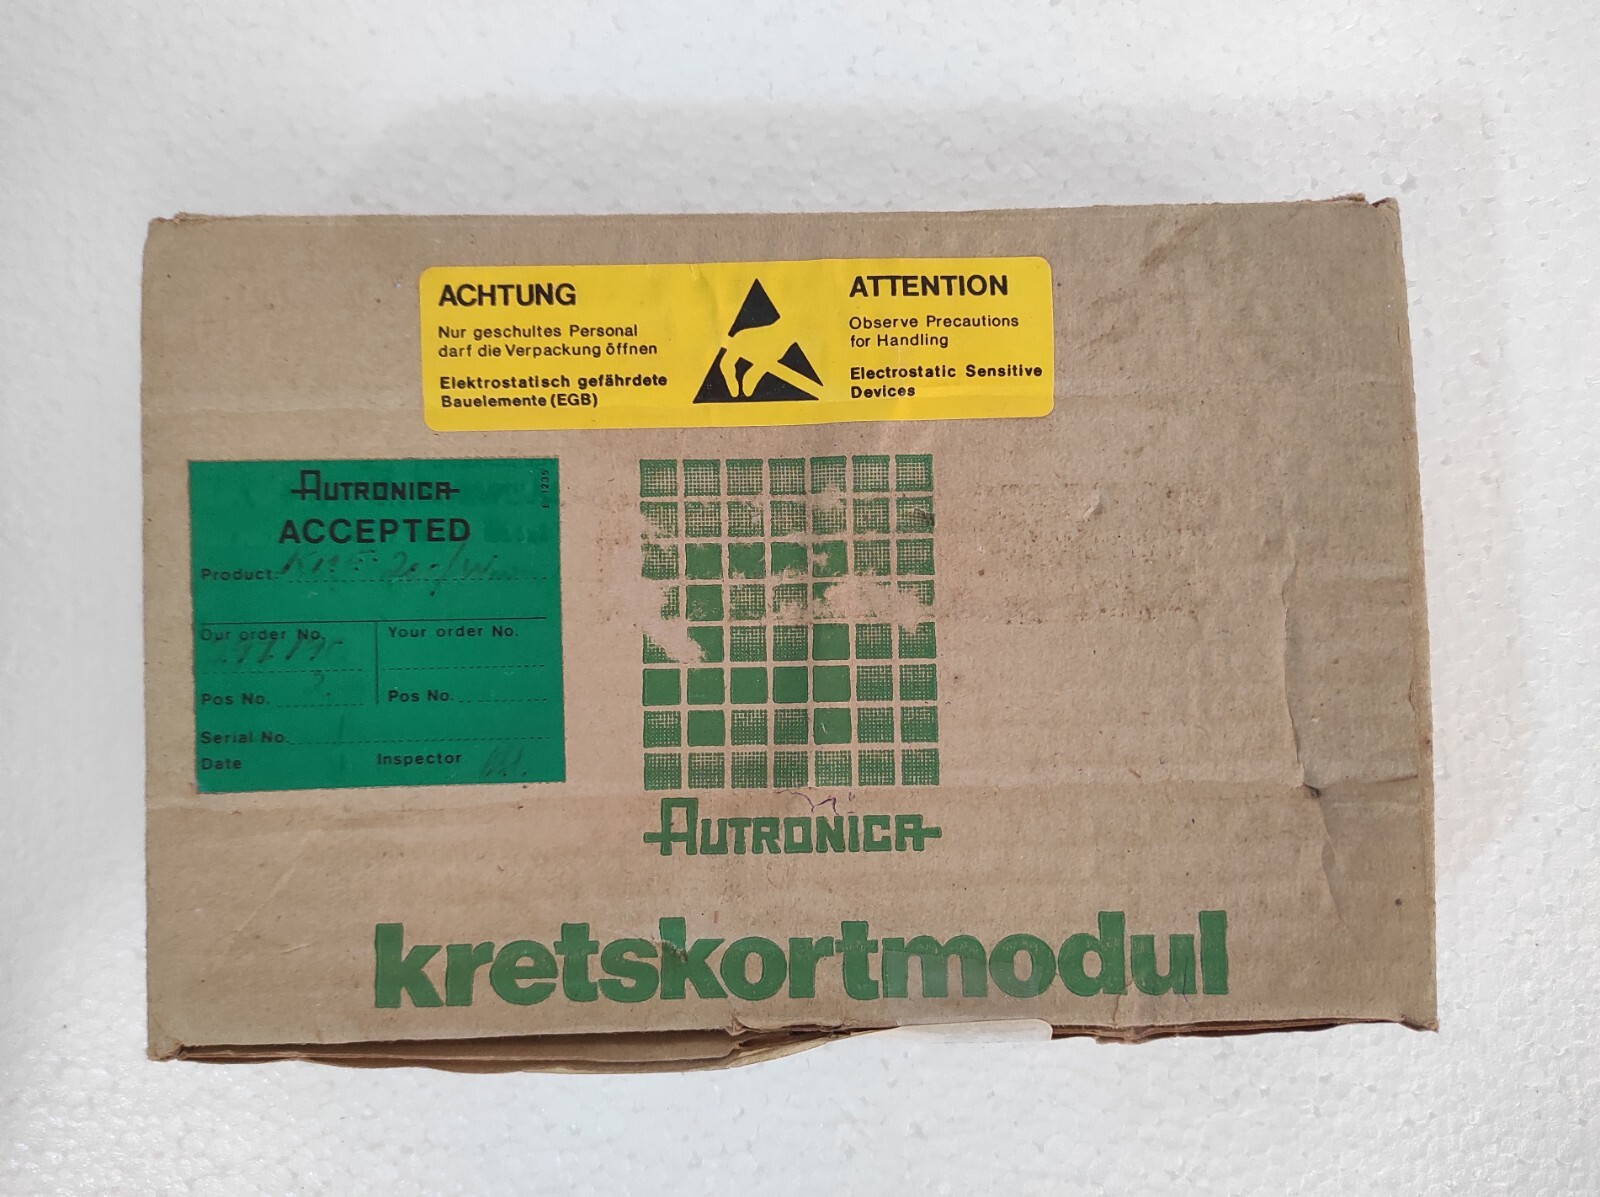 ACHTUNG
Nur geschultes Personal
darf die Verpackung öffnen
Elektrostatisch gefährdete
Bauelemente (EGB)
ATTENTION
Observe Precautions
for Handling
Electrostatic Sensitive
Devices
AUTRONICA
ACCEPTED
Product:
Our order No.
Your order No.
Pos No.
Pos No.
Serial No.
Date
Inspector
AUTRONICA
kretskortmodul